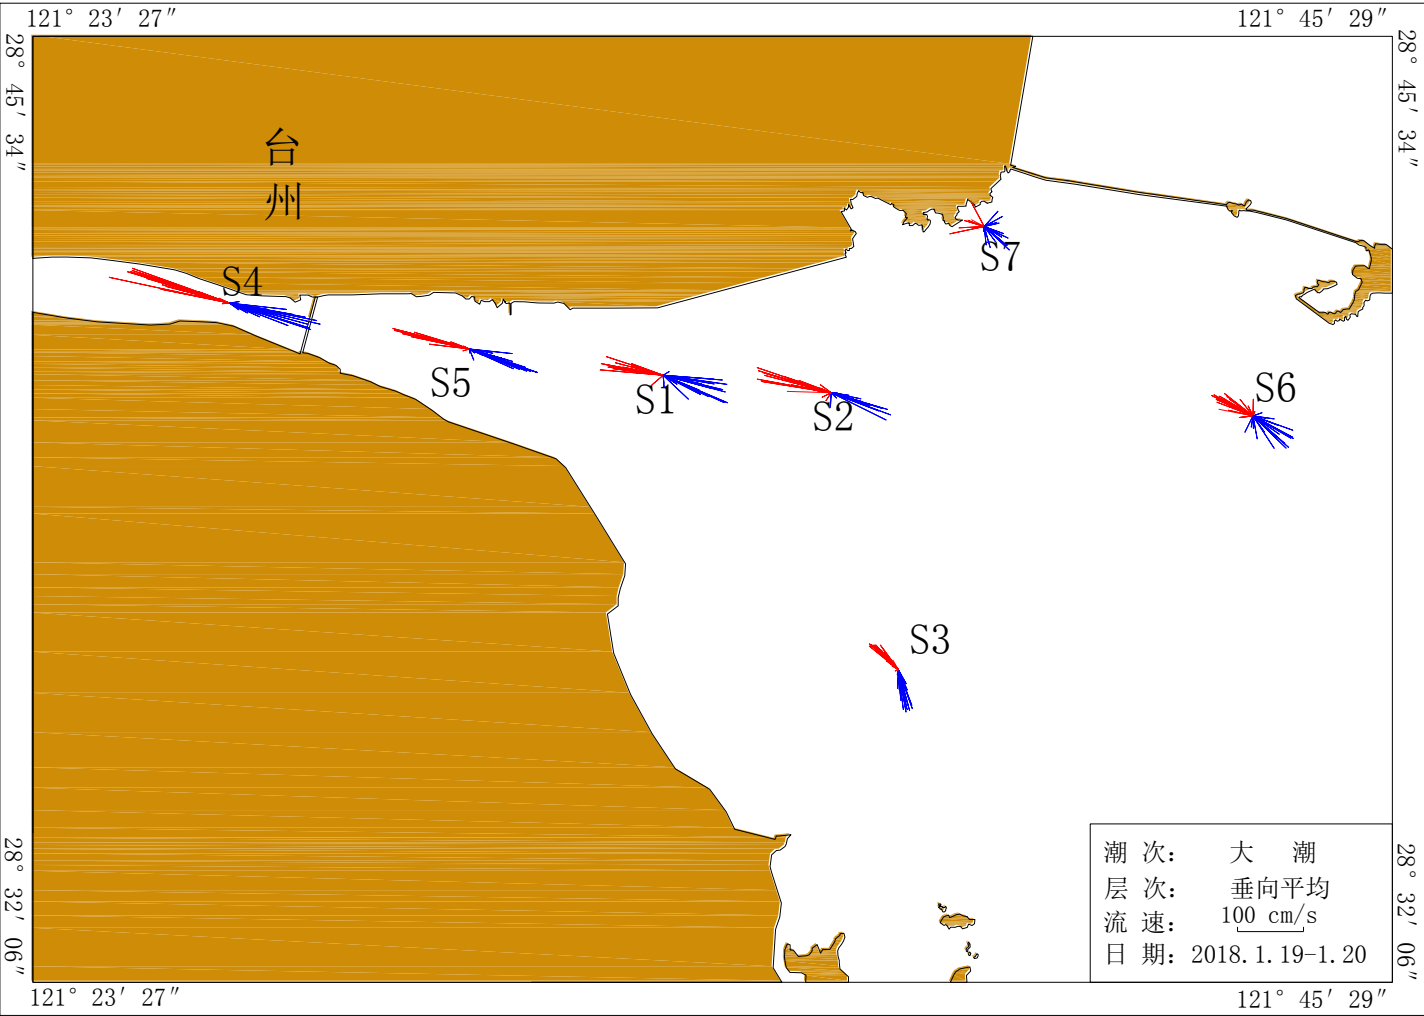 121° 23′ 27″
121° 45′ 29″
28° 45′ 34″
28° 45′ 34″
台州
S4
S7
S5
S1
S2
S6
S3
潮次： 大 潮
层次： 垂向平均
流速： 100 cm/s
日期：2018.1.19-1.20
28° 32′ 06″
28° 32′ 06″
121° 23′ 27″
121° 45′ 29″